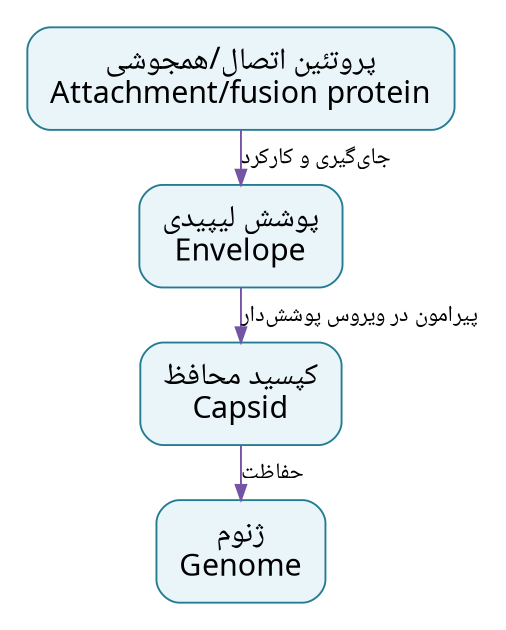 پروتئین اتصال/همجوشی
Attachment/fusion protein
جای‌گیری و کارکرد
پوشش لیپیدی
Envelope
پیرامون در ویروس پوشش‌دار
کپسید محافظ
Capsid
حفاظت
ژنوم
Genome